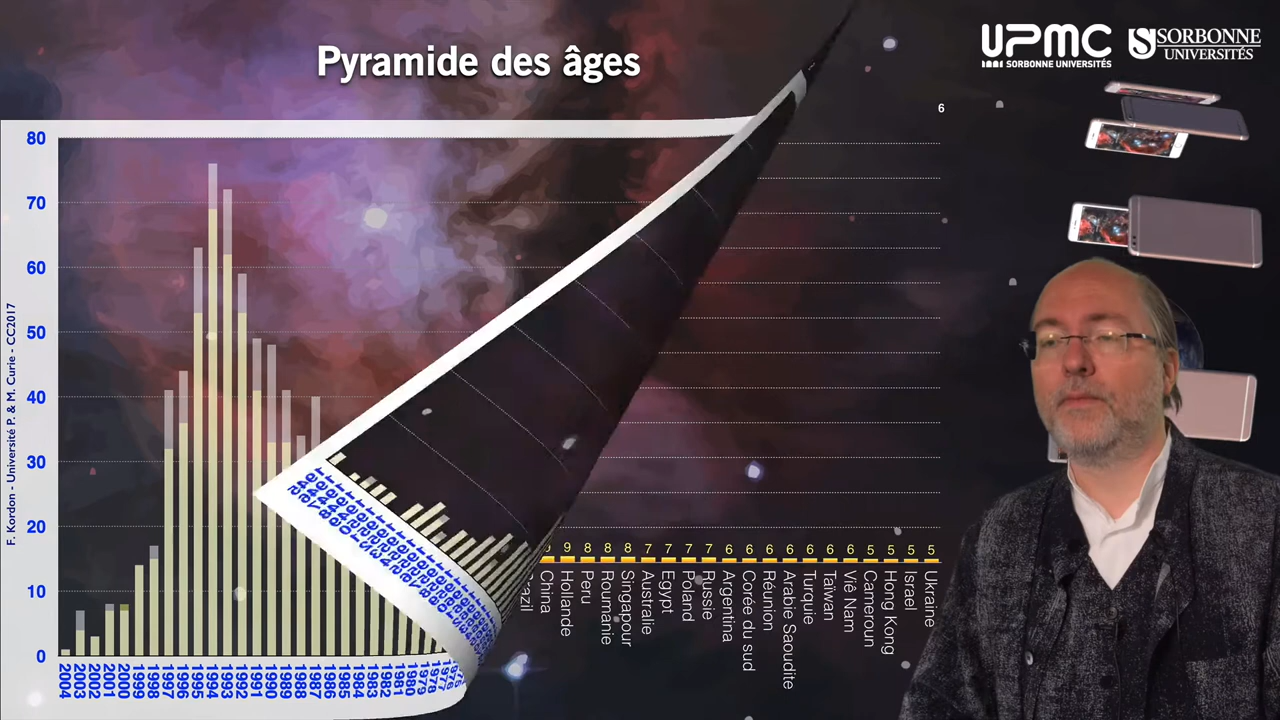 Pyramide des âges
UPMC
SORBONNE UNIVERSITÉS
SORBONNE
UNIVERSITÉS
6
80
70
60
50
40
30
20
10
0
F. Kordon - Université P. & M. Curie - CC2017
2004
2003
2002
2001
2000
1999
1998
1997
1996
1995
1994
1993
1992
1991
1990
1989
1988
1987
1986
1985
1984
1983
1982
1981
1980
1979
1978
1977
9 8 8 8 7 7 7 7 6 6 6 6 6 6 6 5 5 5 5
China
Hollande
Peru
Roumanie
Singapour
Australie
Egypt
Poland
Russie
Argentina
Corée du sud
Réunion
Arabie Saoudite
Turquie
Taïwan
Viê Nam
Cameroun
Hong Kong
Israel
Ukraine